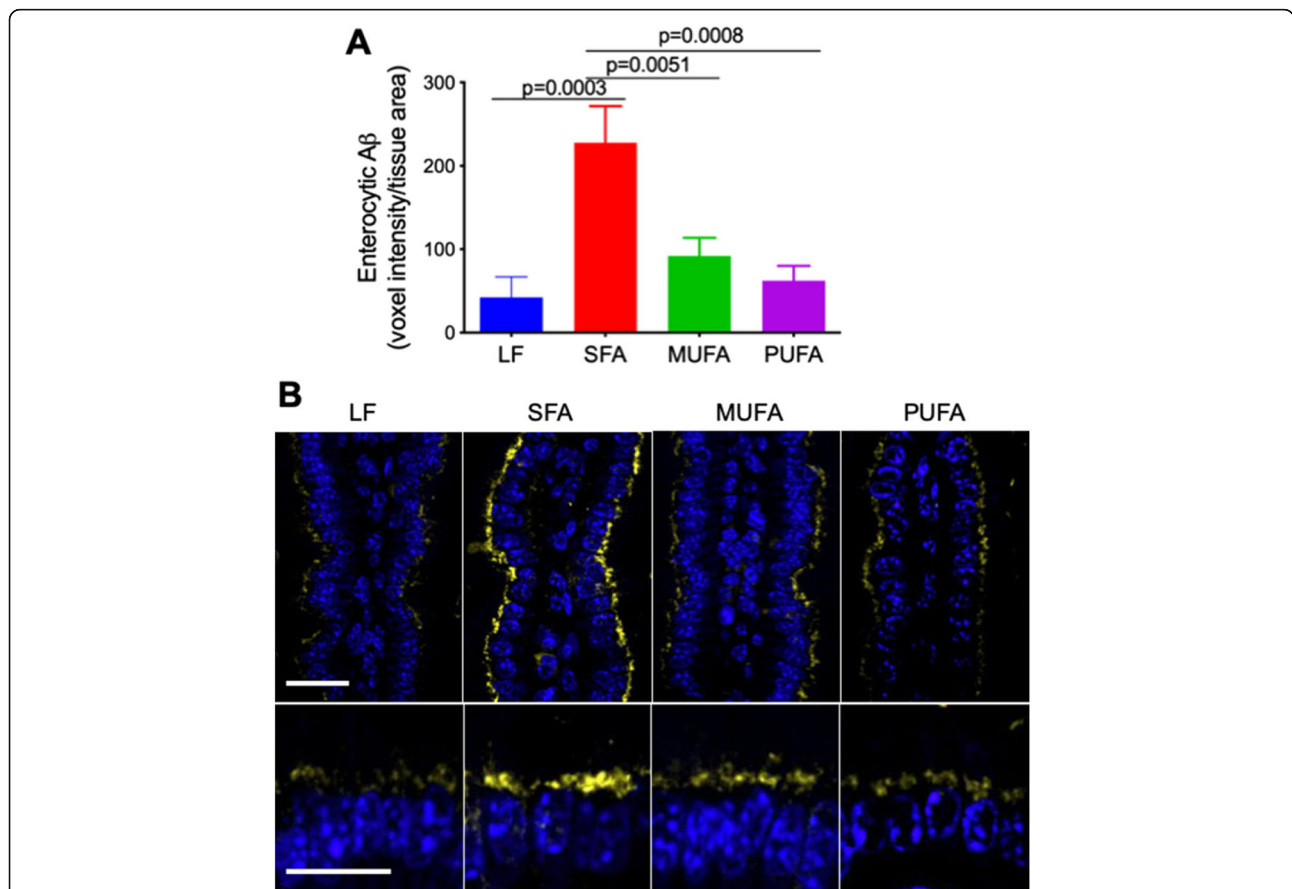 A
p=0.0008
p=0.0051
p=0.0003
Enterocytic Aβ
(voxel intensity/tissue area)
300
200
100
0
LF SFA MUFA PUFA
B
LF SFA MUFA PUFA